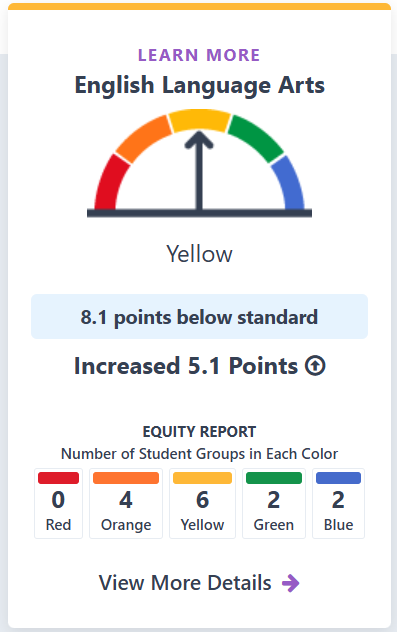 LEARN MORE
English Language Arts
Yellow
8.1 points below standard
Increased 5.1 Points
EQUITY REPORT
Number of Student Groups in Each Color
0 4 6 2 2
Red Orange Yellow Green Blue
View More Details